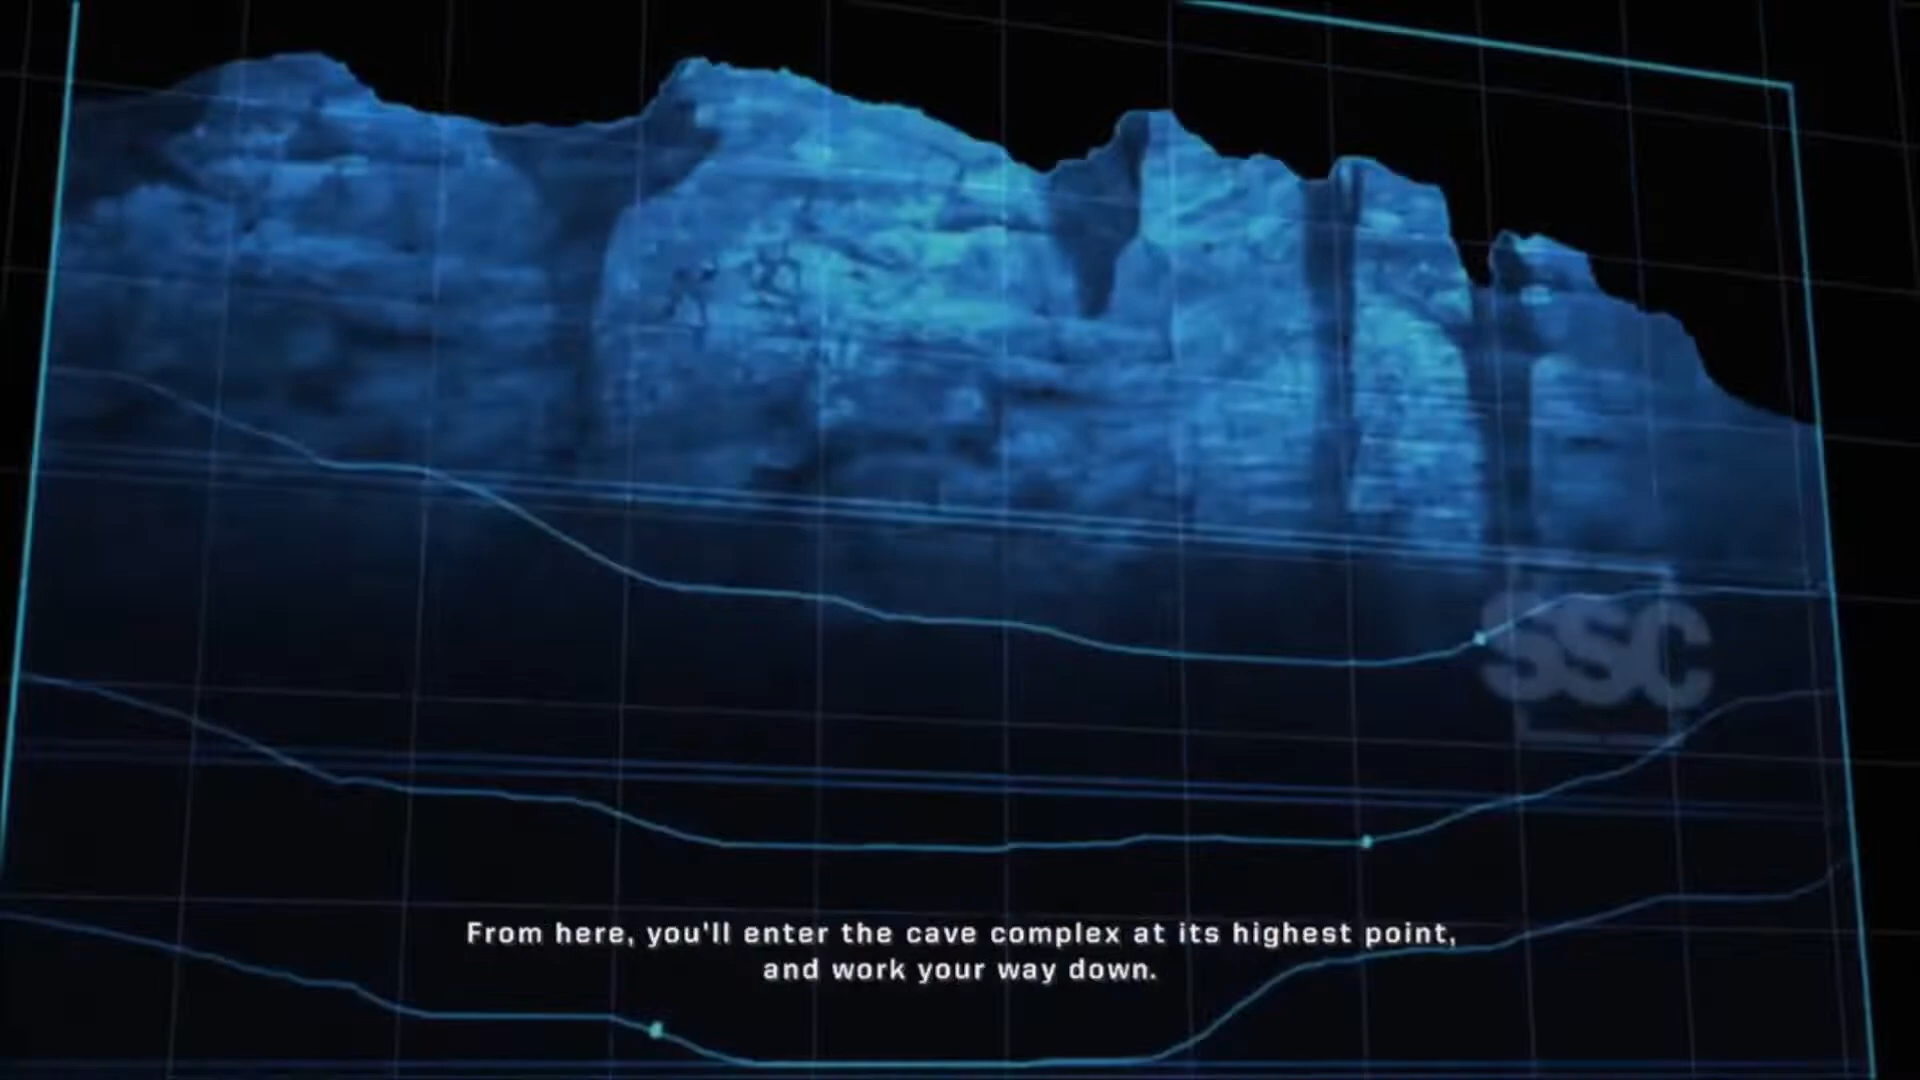 SSC
From here, you'll enter the cave complex at its highest point,
and work your way down.